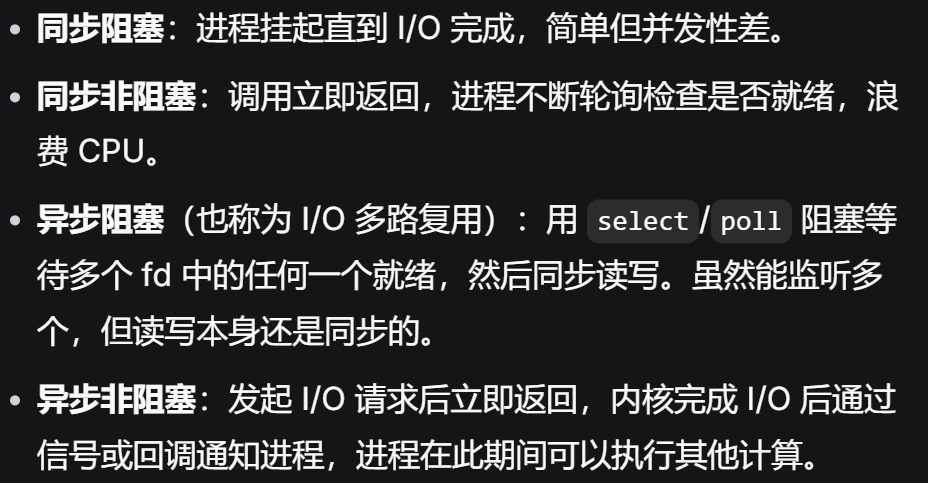 • 同步阻塞：进程挂起直到 I/O 完成，简单但并发性差。
• 同步非阻塞：调用立即返回，进程不断轮询检查是否就绪，浪
费 CPU。
• 异步阻塞（也称为 I/O 多路复用）：用 select/poll 阻塞等
待多个 fd 中的任何一个就绪，然后同步读写。虽然能监听多
个，但读写本身还是同步的。
• 异步非阻塞：发起 I/O 请求后立即返回，内核完成 I/O 后通过
信号或回调通知进程，进程在此期间可以执行其他计算。